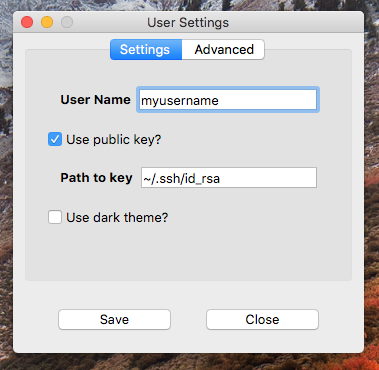 User Settings
Settings Advanced
User Name myusername
Use public key?
Path to key ~/.ssh/id_rsa
Use dark theme?
Save Close